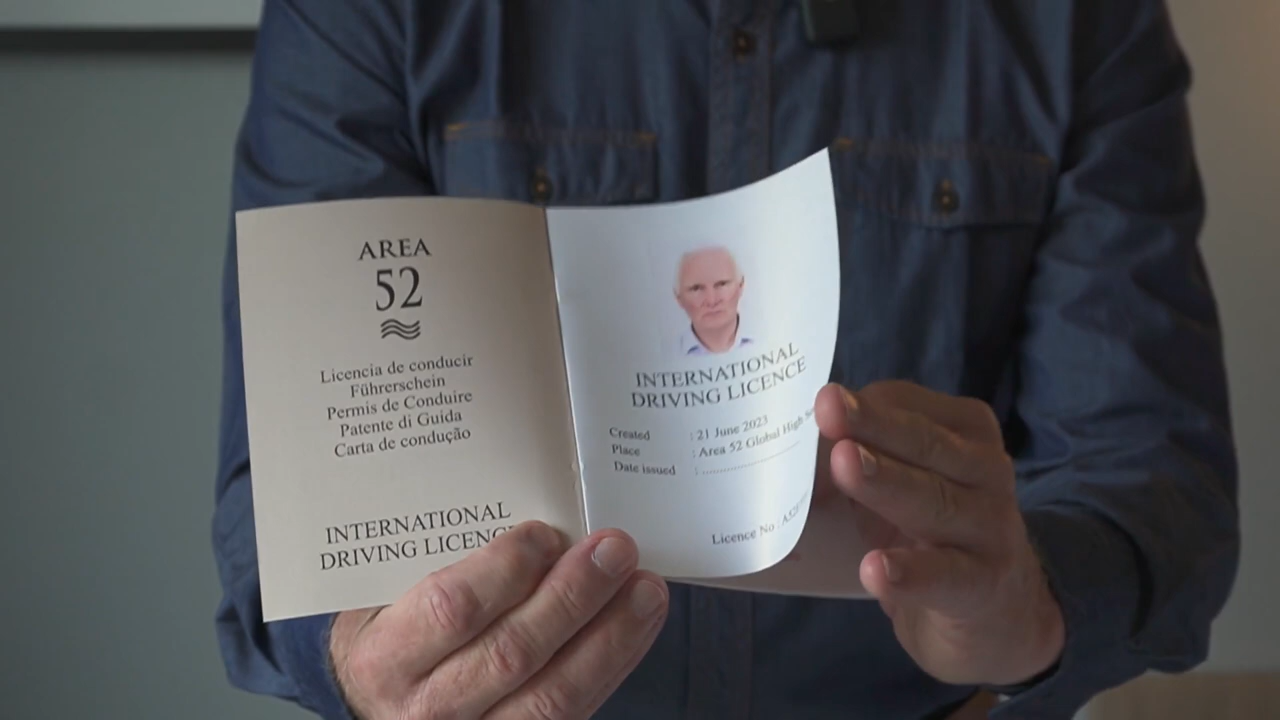 AREA
52
Licencia de conducir
Führerschein
Permis de Conduire
Patente di Guida
Carta de condução
INTERNATIONAL
DRIVING
INTERNATIONAL
DRIVING LICENCE
Created : 21 June 2023
Place : Area 52 Global High
Date issued : ..............................
Licence No :